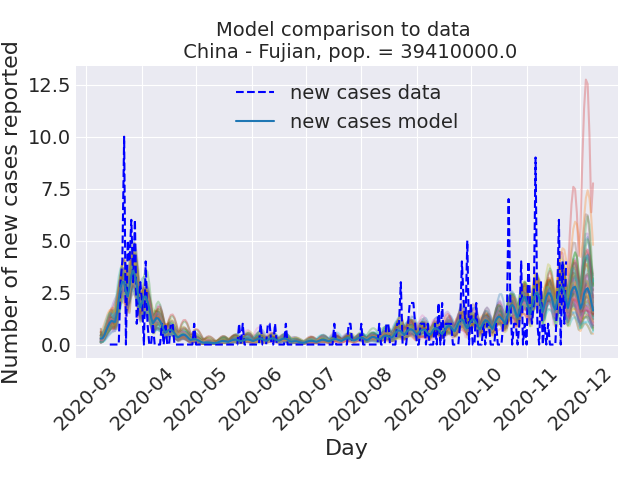 Model comparison to data
China - Fujian, pop. = 39410000.0
Number of new cases reported
12.5
10.0
7.5
5.0
2.5
0.0
new cases data
new cases model
2020-03
2020-04
2020-05
2020-06
2020-07
2020-08
2020-09
2020-10
2020-11
2020-12
Day